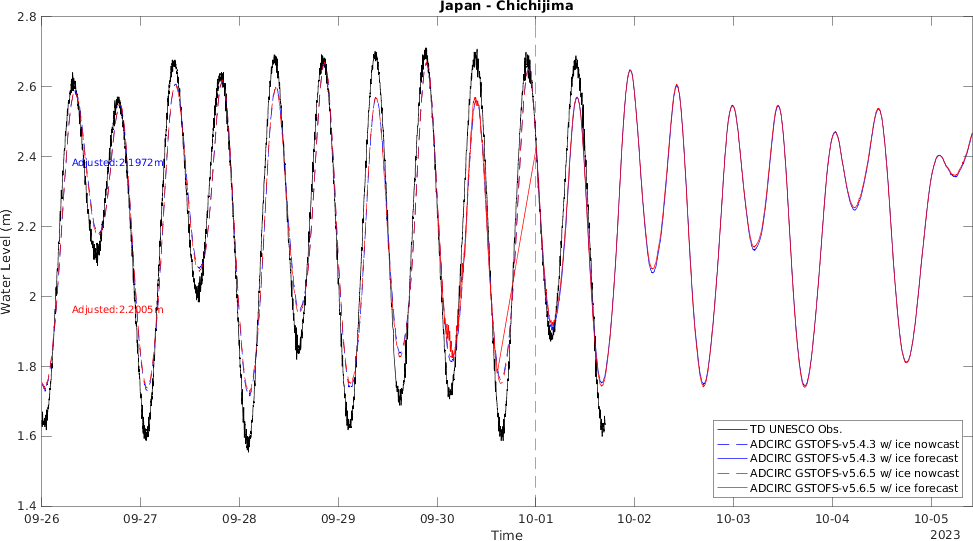 Japan - Chichijima
2.8
2.6
2.4
2.2
2
1.8
1.6
1.4
Water Level (m)
Adjusted:2.1972m
Adjusted:2.2005m
TD UNESCO Obs.
ADCIRC GSTOFS-v5.4.3 w/ ice nowcast
ADCIRC GSTOFS-v5.4.3 w/ ice forecast
ADCIRC GSTOFS-v5.6.5 w/ ice nowcast
ADCIRC GSTOFS-v5.6.5 w/ ice forecast
09-26 09-27 09-28 09-29 09-30 10-01 10-02 10-03 10-04 10-05
Time
2023